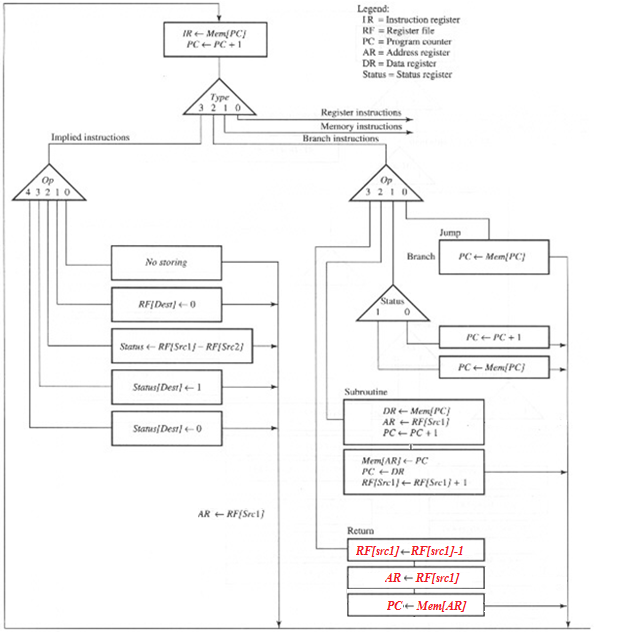 Legend:
IR = Instruction register
RF = Register file
PC = Program counter
AR = Address register
DR = Data register
Status = Status register
IR ← Mem[PC]
PC ← PC + 1
Type
3 2 1 0
Register instructions
Memory instructions
Branch instructions
Implied instructions
Op
4 3 2 1 0
Op
3 2 1 0
No storing
RF[Dest] ← 0
Status ← RF[Src1] – RF[Src2]
Status[Dest] ← 1
Status[Dest] ← 0
AR ← RF[Src1]
Jump
Branch
PC ← Mem[PC]
Status
1 0
PC ← PC + 1
PC ← Mem[PC]
Subroutine
DR ← Mem[PC]
AR ← RF[Src1]
PC ← PC + 1
Mem[AR] ← PC
PC ← DR
RF[Src1] ← RF[Src1] + 1
Return
RF[src1]←RF[src1]-1
AR ← RF[src1]
PC ← Mem[AR]